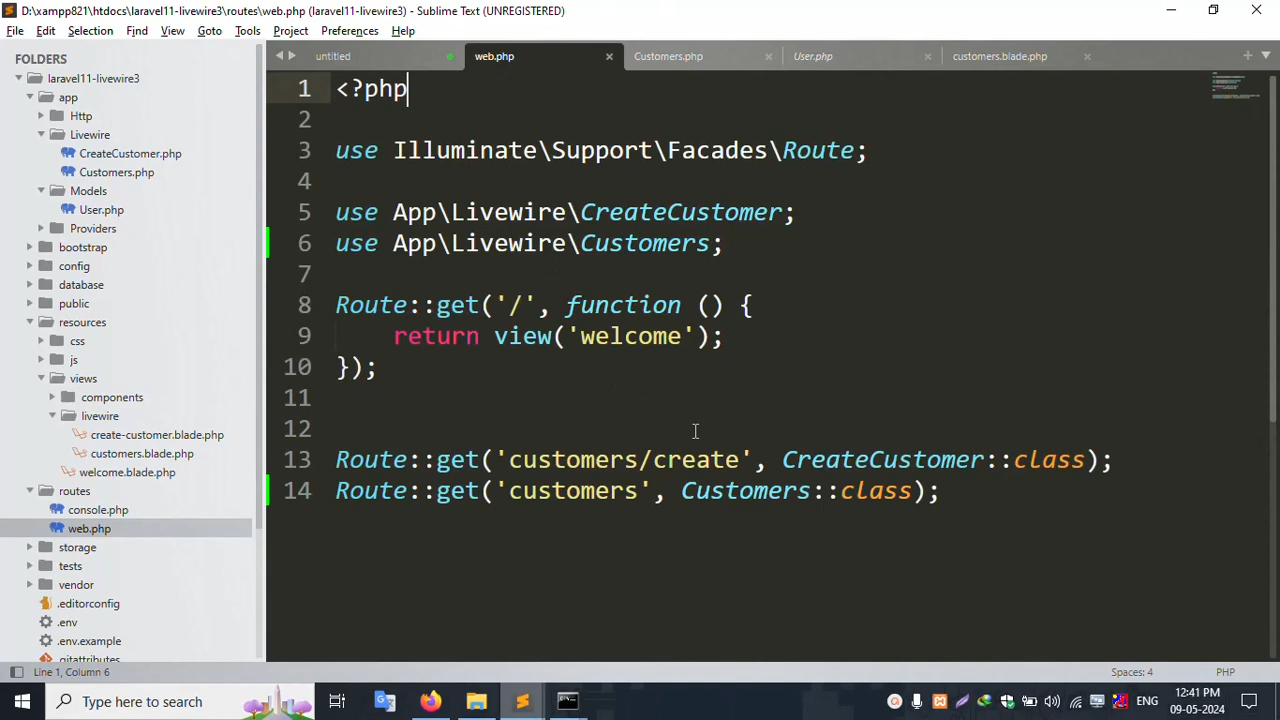 D:\xampp821\htdocs\laravel11-livewire3\routes\web.php (laravel11-livewire3) - Sublime Text (UNREGISTERED)
File Edit Selection Find View Goto Tools Project Preferences Help
FOLDERS
laravel11-livewire3
app
Http
Livewire
CreateCustomer.php
Customers.php
Models
User.php
Providers
bootstrap
config
database
public
resources
css
js
views
components
livewire
create-customer.blade.php
customers.blade.php
welcome.blade.php
routes
console.php
web.php
storage
tests
vendor
.editorconfig
.env
.env.example
.gitattributes
untitled web.php Customers.php User.php customers.blade.php
1 <?php
2
3 use Illuminate\Support\Facades\Route;
4
5 use App\Livewire\CreateCustomer;
6 use App\Livewire\Customers;
7
8 Route::get('/', function () {
9 return view('welcome');
10 });
11
12
13 Route::get('customers/create', CreateCustomer::class);
14 Route::get('customers', Customers::class);
Line 1, Column 6 Spaces: 4 PHP
Type here to search
ENG
12:41 PM
09-05-2024